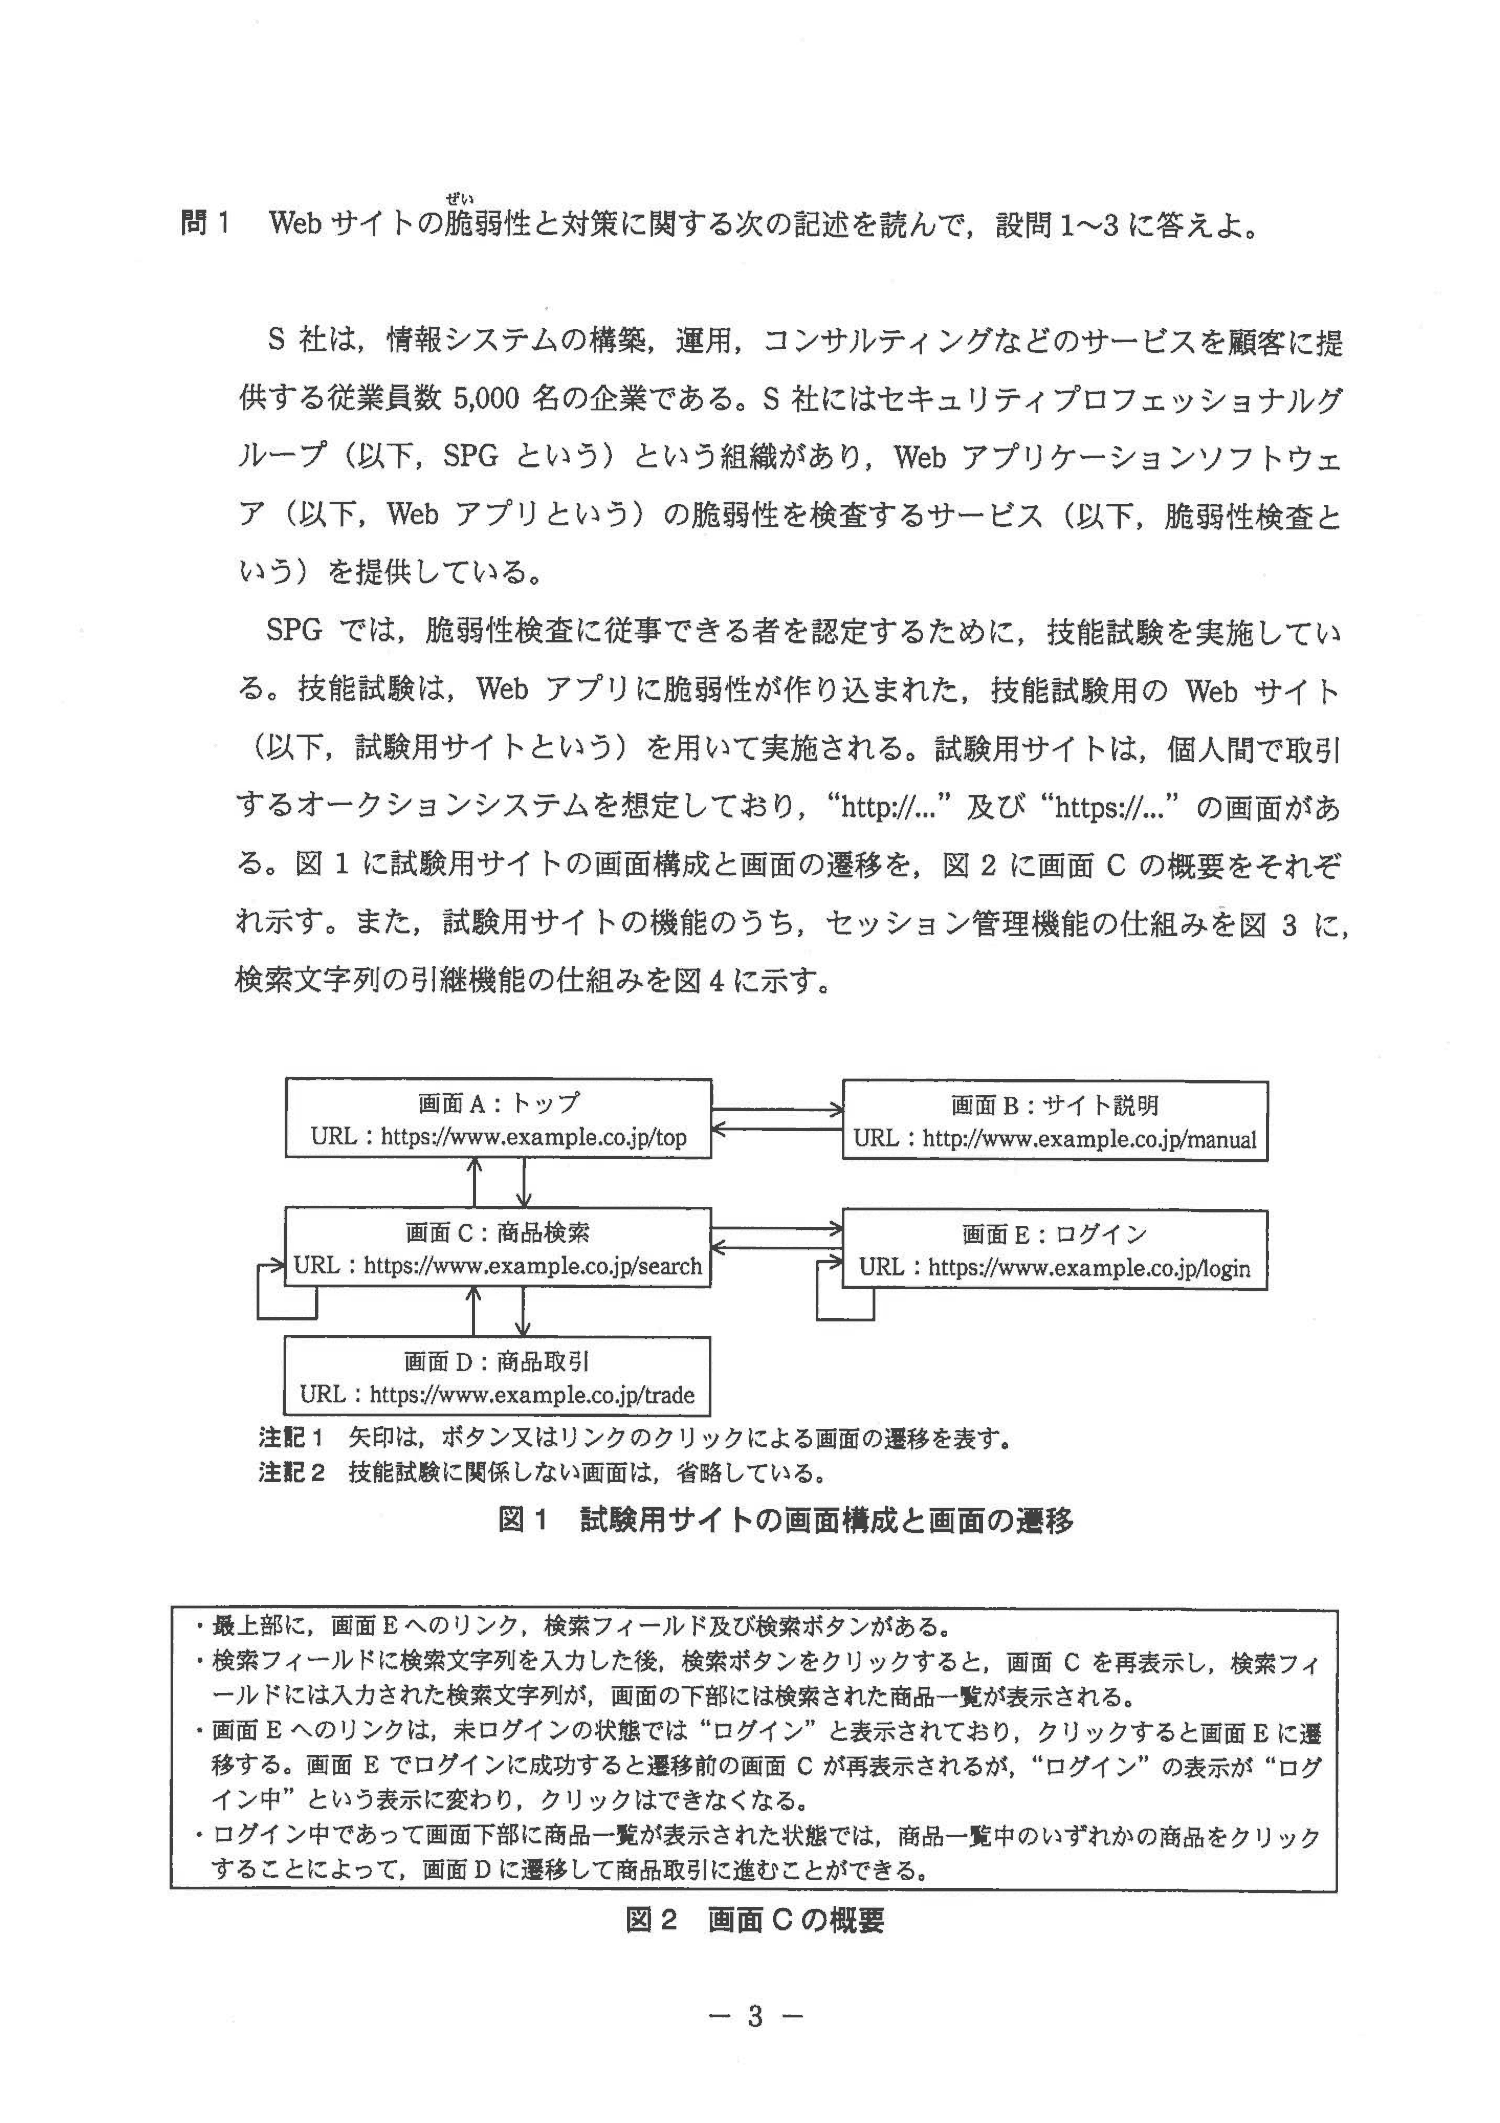 ぜい
問1 Webサイトの脆弱性と対策に関する次の記述を読んで，設問1～3に答えよ。
S社は，情報システムの構築，運用，コンサルティングなどのサービスを顧客に提
供する従業員数 5,000 名の企業である。S社にはセキュリティプロフェッショナルグ
ループ（以下，SPG という）という組織があり，Web アプリケーションソフトウェ
ア（以下，Web アプリという）の脆弱性を検査するサービス（以下，脆弱性検査と
いう）を提供している。
SPG では，脆弱性検査に従事できる者を認定するために，技能試験を実施してい
る。技能試験は，Web アプリに脆弱性が作り込まれた，技能試験用の Web サイト
（以下，試験用サイトという）を用いて実施される。試験用サイトは，個人間で取引
するオークションシステムを想定しており，“http://...” 及び “https://...” の画面があ
る。図 1 に試験用サイトの画面構成と画面の遷移を，図 2 に画面 C の概要をそれぞ
れ示す。また，試験用サイトの機能のうち，セッション管理機能の仕組みを図 3 に，
検索文字列の引継機能の仕組みを図 4 に示す。
画面 A：トップ
URL：https://www.example.co.jp/top
画面 B：サイト説明
URL：http://www.example.co.jp/manual
画面 C：商品検索
URL：https://www.example.co.jp/search
画面 E：ログイン
URL：https://www.example.co.jp/login
画面 D：商品取引
URL：https://www.example.co.jp/trade
注記1 矢印は，ボタン又はリンクのクリックによる画面の遷移を表す。
注記2 技能試験に関係しない画面は，省略している。
図1 試験用サイトの画面構成と画面の遷移
・最上部に，画面 E へのリンク，検索フィールド及び検索ボタンがある。
・検索フィールドに検索文字列を入力した後，検索ボタンをクリックすると，画面 C を再表示し，検索フィ
ールドには入力された検索文字列が，画面の下部には検索された商品一覧が表示される。
・画面 E へのリンクは，未ログインの状態では “ログイン” と表示されており，クリックすると画面 E に遷
移する。画面 E でログインに成功すると遷移前の画面 C が再表示されるが，“ログイン” の表示が “ログ
イン中” という表示に変わり，クリックはできなくなる。
・ログイン中であって画面下部に商品一覧が表示された状態では，商品一覧中のいずれかの商品をクリック
することによって，画面 D に遷移して商品取引に進むことができる。
図2 画面Cの概要
－ 3 －